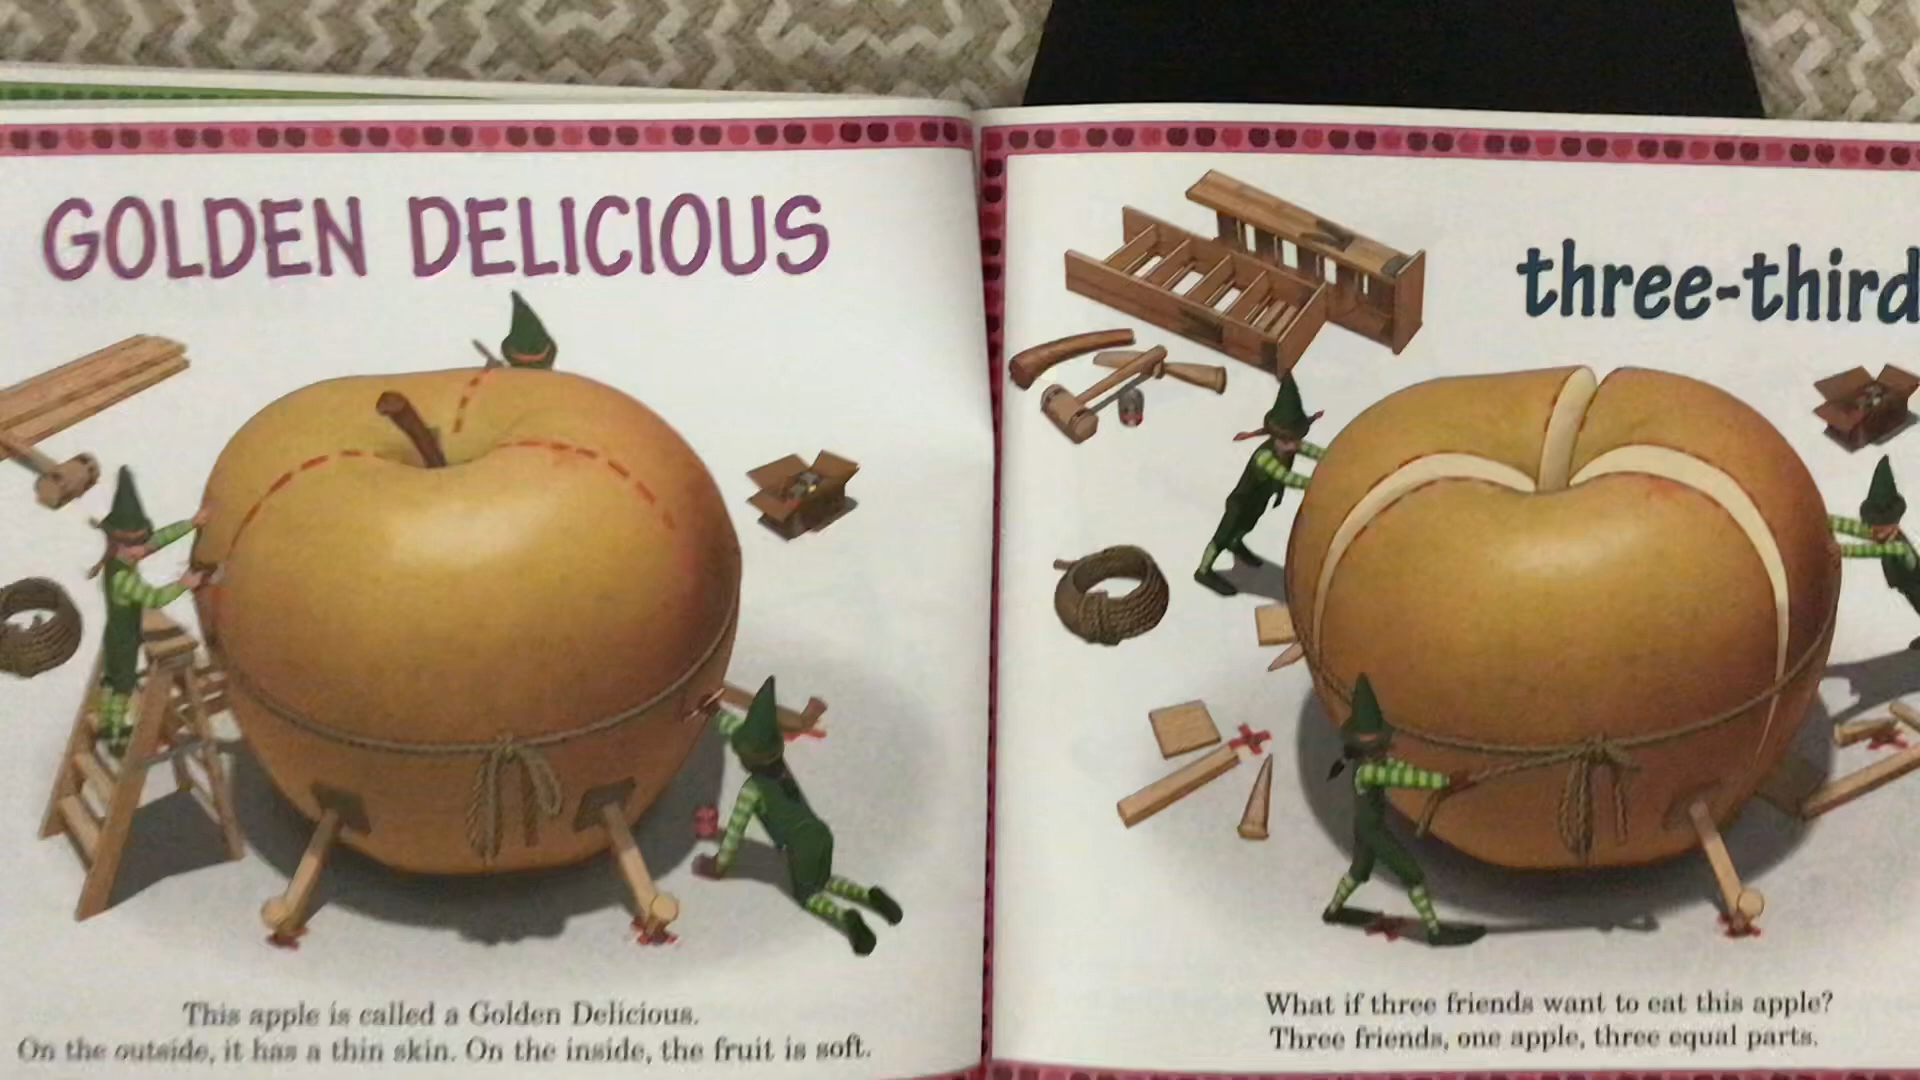 GOLDEN DELICIOUS
This apple is called a Golden Delicious.
On the outside, it has a thin skin. On the inside, the fruit is soft.
three-third
What if three friends want to eat this apple?
Three friends, one apple, three equal parts.